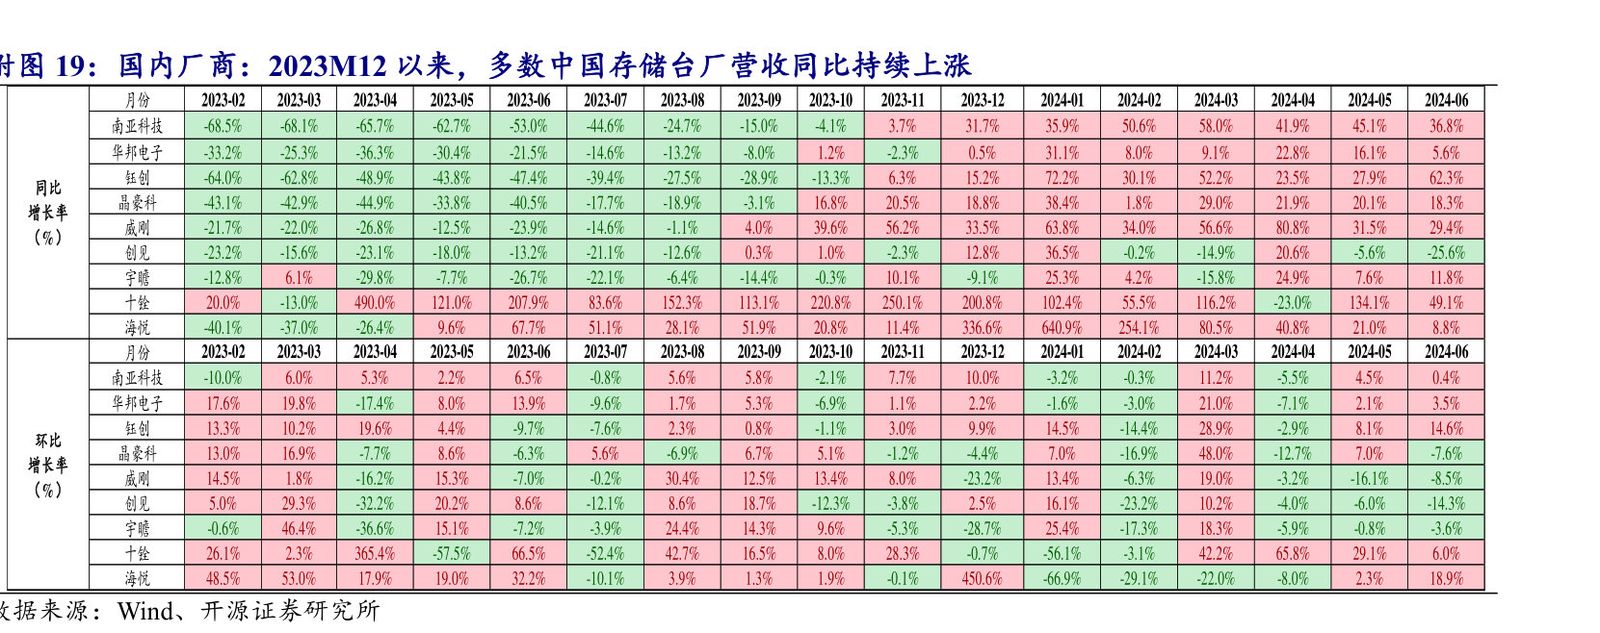 附图 19：国内厂商：2023M12 以来，多数中国存储台厂营收同比持续上涨
月份 2023-02 2023-03 2023-04 2023-05 2023-06 2023-07 2023-08 2023-09 2023-10 2023-11 2023-12 2024-01 2024-02 2024-03 2024-04 2024-05 2024-06
同比增长率（%）
南亚科技 -68.5% -68.1% -65.7% -62.7% -53.0% -44.6% -24.7% -15.0% -4.1% 3.7% 31.7% 35.9% 50.6% 58.0% 41.9% 45.1% 36.8%
华邦电子 -33.2% -25.3% -36.3% -30.4% -21.5% -14.6% -13.2% -8.0% 1.2% -2.3% 0.5% 31.1% 8.0% 9.1% 22.8% 16.1% 5.6%
钰创 -64.0% -62.8% -48.9% -43.8% -47.4% -39.4% -27.5% -28.9% -13.3% 6.3% 15.2% 72.2% 30.1% 52.2% 23.5% 27.9% 62.3%
晶豪科 -43.1% -42.9% -44.9% -33.8% -40.5% -17.7% -18.9% -3.1% 16.8% 20.5% 18.8% 38.4% 1.8% 29.0% 21.9% 20.1% 18.3%
威刚 -21.7% -22.0% -26.8% -12.5% -23.9% -14.6% -1.1% 4.0% 39.6% 56.2% 33.5% 63.8% 34.0% 56.6% 80.8% 31.5% 29.4%
创见 -23.2% -15.6% -23.1% -18.0% -13.2% -21.1% -12.6% 0.3% 1.0% -2.3% 12.8% 36.5% -0.2% -14.9% 20.6% -5.6% -25.6%
宇瞻 -12.8% 6.1% -29.8% -7.7% -26.7% -22.1% -6.4% -14.4% -0.3% 10.1% -9.1% 25.3% 4.2% -15.8% 24.9% 7.6% 11.8%
十铨 20.0% -13.0% 490.0% 121.0% 207.9% 83.6% 152.3% 113.1% 220.8% 250.1% 200.8% 102.4% 55.5% 116.2% -23.0% 134.1% 49.1%
海悦 -40.1% -37.0% -26.4% 9.6% 67.7% 51.1% 28.1% 51.9% 20.8% 11.4% 336.6% 640.9% 254.1% 80.5% 40.8% 21.0% 8.8%
月份 2023-02 2023-03 2023-04 2023-05 2023-06 2023-07 2023-08 2023-09 2023-10 2023-11 2023-12 2024-01 2024-02 2024-03 2024-04 2024-05 2024-06
环比增长率（%）
南亚科技 -10.0% 6.0% 5.3% 2.2% 6.5% -0.8% 5.6% 5.8% -2.1% 7.7% 10.0% -3.2% -0.3% 11.2% -5.5% 4.5% 0.4%
华邦电子 17.6% 19.8% -17.4% 8.0% 13.9% -9.6% 1.7% 5.3% -6.9% 1.1% 2.2% -1.6% -3.0% 21.0% -7.1% 2.1% 3.5%
钰创 13.3% 10.2% 19.6% 4.4% -9.7% -7.6% 2.3% 0.8% -1.1% 3.0% 9.9% 14.5% -14.4% 28.9% -2.9% 8.1% 14.6%
晶豪科 13.0% 16.9% -7.7% 8.6% -6.3% 5.6% -6.9% 6.7% 5.1% -1.2% -4.4% 7.0% -16.9% 48.0% -12.7% 7.0% -7.6%
威刚 14.5% 1.8% -16.2% 15.3% -7.0% -0.2% 30.4% 12.5% 13.4% 8.0% -23.2% 13.4% -6.3% 19.0% -3.2% -16.1% -8.5%
创见 5.0% 29.3% -32.2% 20.2% 8.6% -12.1% 8.6% 18.7% -12.3% -3.8% 2.5% 16.1% -23.2% 10.2% -4.0% -6.0% -14.3%
宇瞻 -0.6% 46.4% -36.6% 15.1% -7.2% -3.9% 24.4% 14.3% 9.6% -5.3% -28.7% 25.4% -17.3% 18.3% -5.9% -0.8% -3.6%
十铨 26.1% 2.3% 365.4% -57.5% 66.5% -52.4% 42.7% 16.5% 8.0% 28.3% -0.7% -56.1% -3.1% 42.2% 65.8% 29.1% 6.0%
海悦 48.5% 53.0% 17.9% 19.0% 32.2% -10.1% 3.9% 1.3% 1.9% -0.1% 450.6% -66.9% -29.1% -22.0% -8.0% 2.3% 18.9%
数据来源：Wind、开源证券研究所